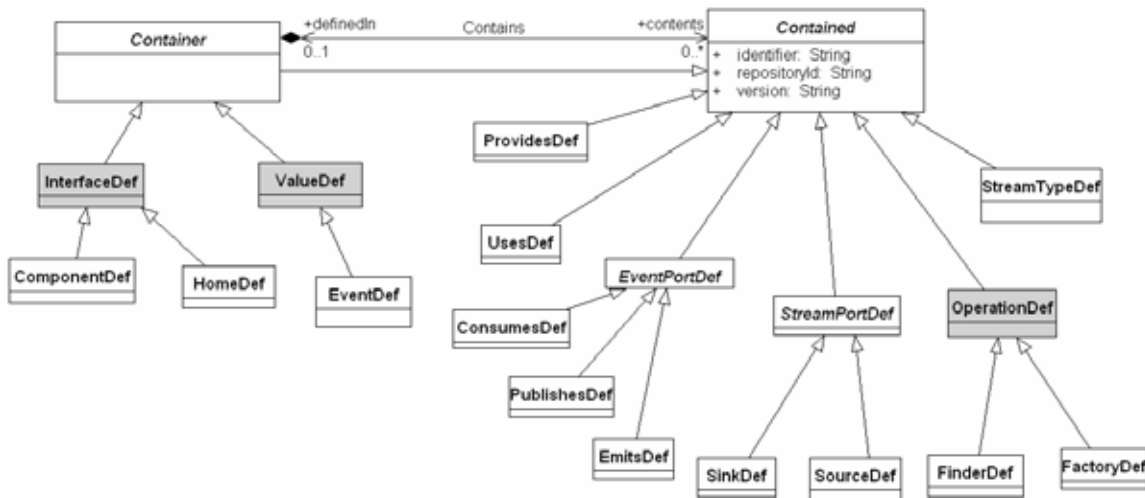 Container
+definedIn
Contains
+contents
0..1
0..*
Contained
+ identifier: String
+ repositoryId: String
+ version: String
ProvidesDef
InterfaceDef
ValueDef
StreamTypeDef
UsesDef
ComponentDef
HomeDef
EventDef
EventPortDef
StreamPortDef
OperationDef
ConsumesDef
PublishesDef
EmitsDef
SinkDef
SourceDef
FinderDef
FactoryDef